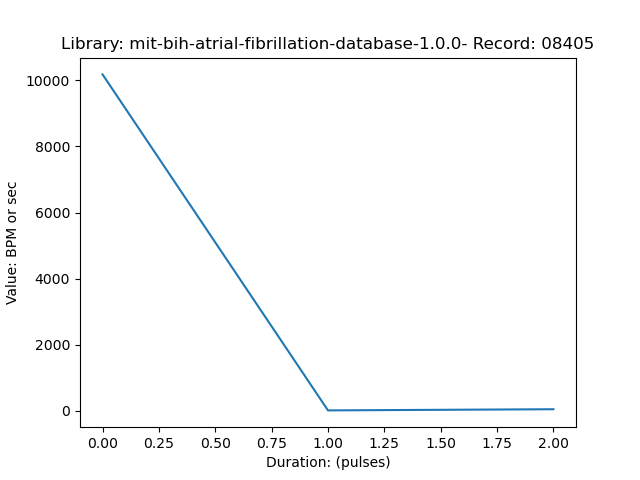 Library: mit-bih-atrial-fibrillation-database-1.0.0- Record: 08405
10000
8000
6000
4000
2000
0
Value: BPM or sec
0.00 0.25 0.50 0.75 1.00 1.25 1.50 1.75 2.00
Duration: (pulses)